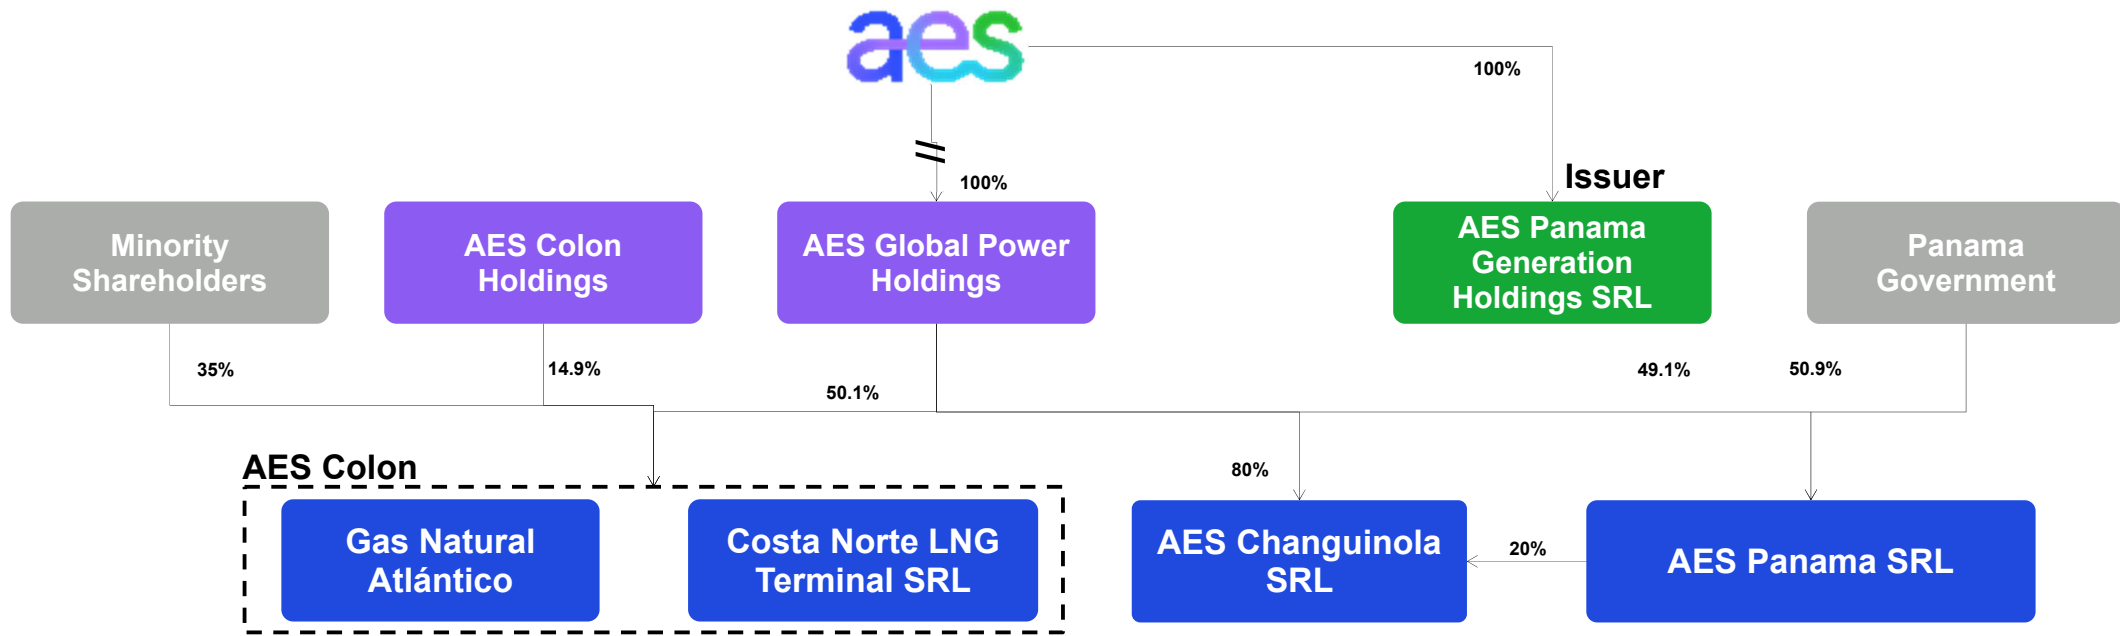 aes
100%
100%
Issuer
Minority
Shareholders
AES Colon
Holdings
AES Global Power
Holdings
AES Panama
Generation
Holdings SRL
Panama
Government
35%
14.9%
50.1%
49.1%
50.9%
AES Colon
80%
Gas Natural
Atlántico
Costa Norte LNG
Terminal SRL
AES Changuinola
SRL
20%
AES Panama SRL